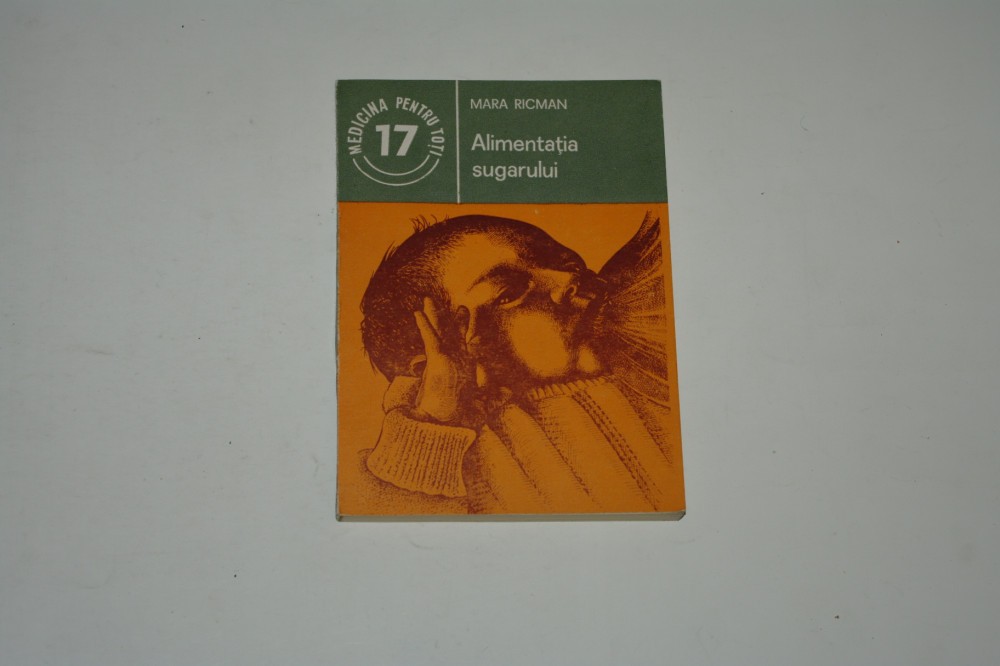 MEDICINA PENTRU TOȚI
17
MARA RICMAN
Alimentația
sugarului